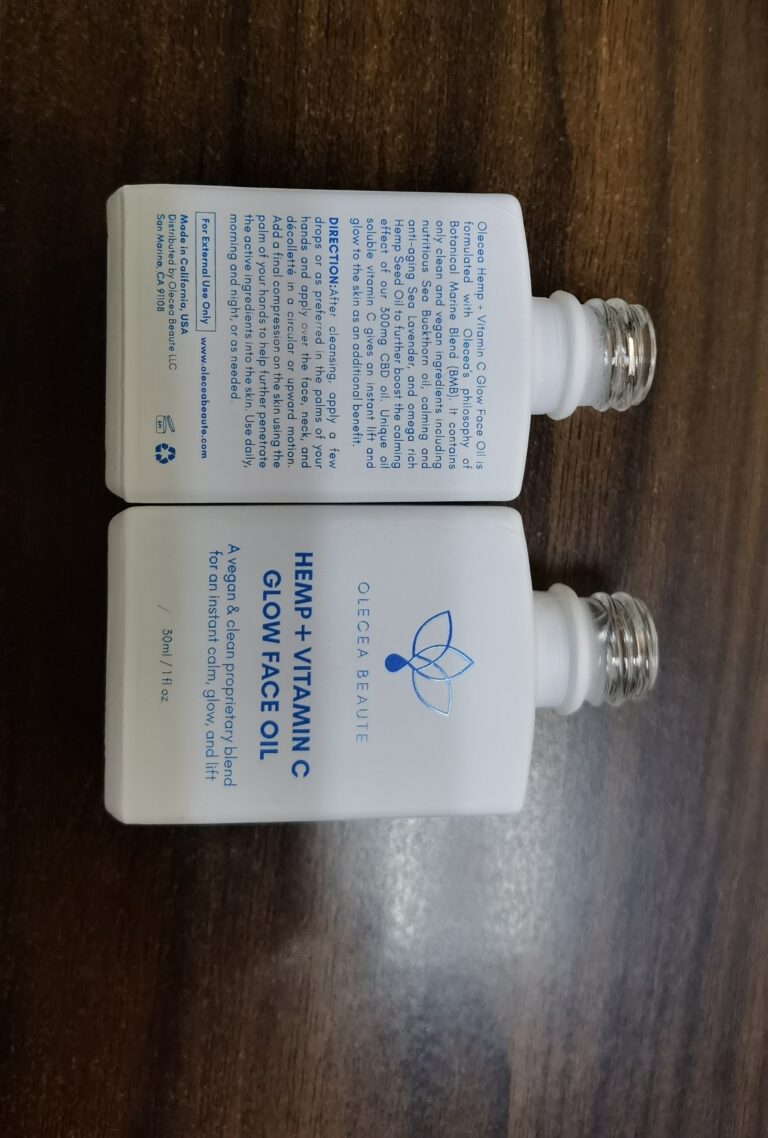 Olecea Hemp + Vitamin C Glow Face Oil is
formulated with Olecea's philosophy of
Botanical Marine Blend (BMB). It contains
only clean and vegan ingredients including
nutritious Sea Buckthorn oil, calming and
anti-aging Sea Lavender, and omega rich
Hemp Seed Oil to further boost the calming
effect of our 300mg CBD oil. Unique oil
soluble vitamin C gives an instant lift and
glow to the skin as an additional benefit.
DIRECTION:After cleansing, apply a few
drops or as preferred in the palms of your
hands and apply over the face, neck, and
décolletté in a circular or upward motion.
Add a final compression on the skin using the
palm of your hands to help further penetrate
the active ingredients into the skin. Use daily,
morning and night, or as needed.
For External Use Only www.oleceabeaute.com
Made in California, USA
Distributed by Olecea Beaute LLC
San Marino, CA 91108
OLECEA BEAUTE
HEMP + VITAMIN C
GLOW FACE OIL
A vegan & clean proprietary blend
for an instant calm, glow, and lift
30ml / 1 fl oz